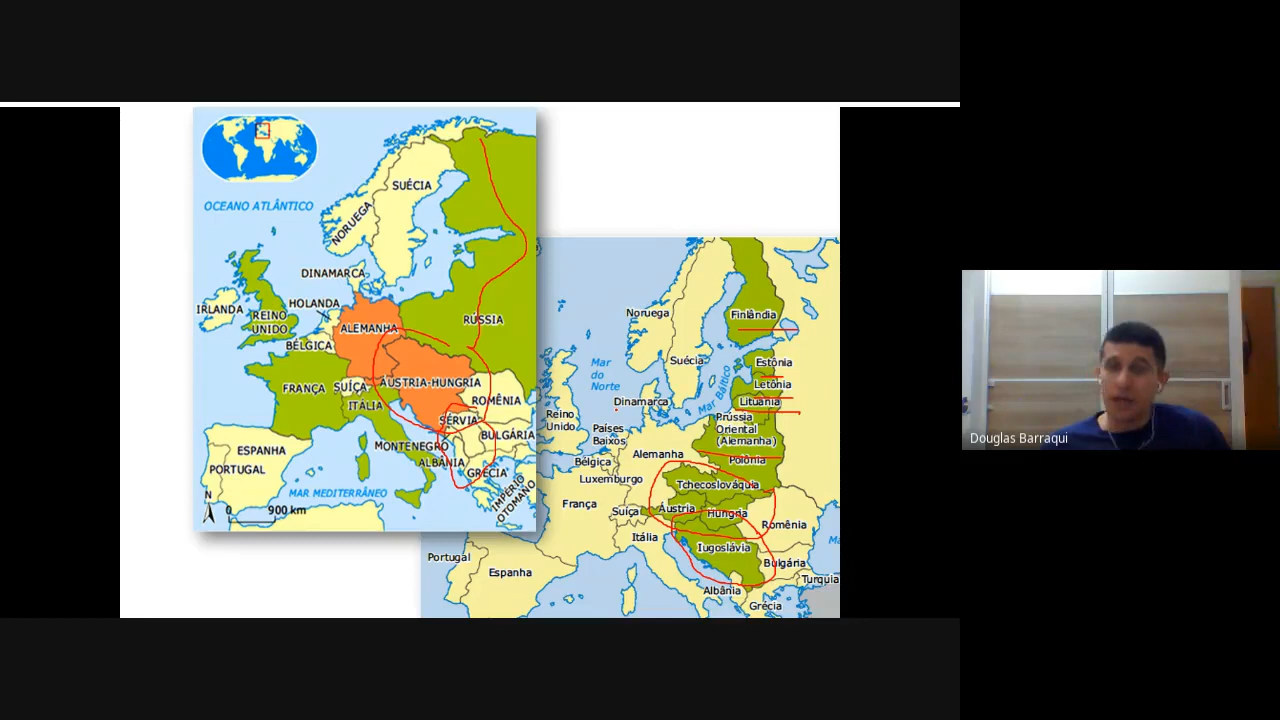 OCEANO ATLÂNTICO
SUÉCIA
NORUEGA
DINAMARCA
IRLANDA
REINO
UNIDO
HOLANDA
ALEMANHA
BÉLGICA
RÚSSIA
FRANÇA
SUÍÇA
ÁUSTRIA-HUNGRIA
ITÁLIA
ROMÊNIA
SÉRVIA
BULGÁRIA
MONTENEGRO
ALBÂNIA
GRÉCIA
IMPÉRIO
OTOMANO
ESPANHA
PORTUGAL
MAR MEDITERRÂNEO
N
0 900 km
Noruega
Finlândia
Suécia
Mar
do
Norte
Mar Báltico
Estônia
Letônia
Lituania
Dinamarca
Reino
Unido
Países
Baixos
Prússia
Oriental
(Alemanha)
Polônia
Alemanha
Bélgica
Luxemburgo
Tchecoslováquia
França
Suíça
Áustria
Hungria
Romênia
Itália
Iugoslávia
Bulgária
Portugal
Espanha
Albânia
Turquia
Grécia
Ma
Douglas Barraqui